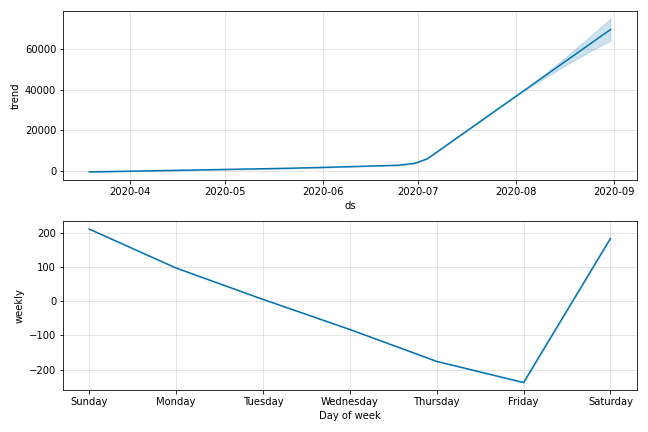 60000
40000
20000
0
trend
2020-04 2020-05 2020-06 2020-07 2020-08 2020-09
ds
200
100
0
−100
−200
weekly
Sunday Monday Tuesday Wednesday Thursday Friday Saturday
Day of week